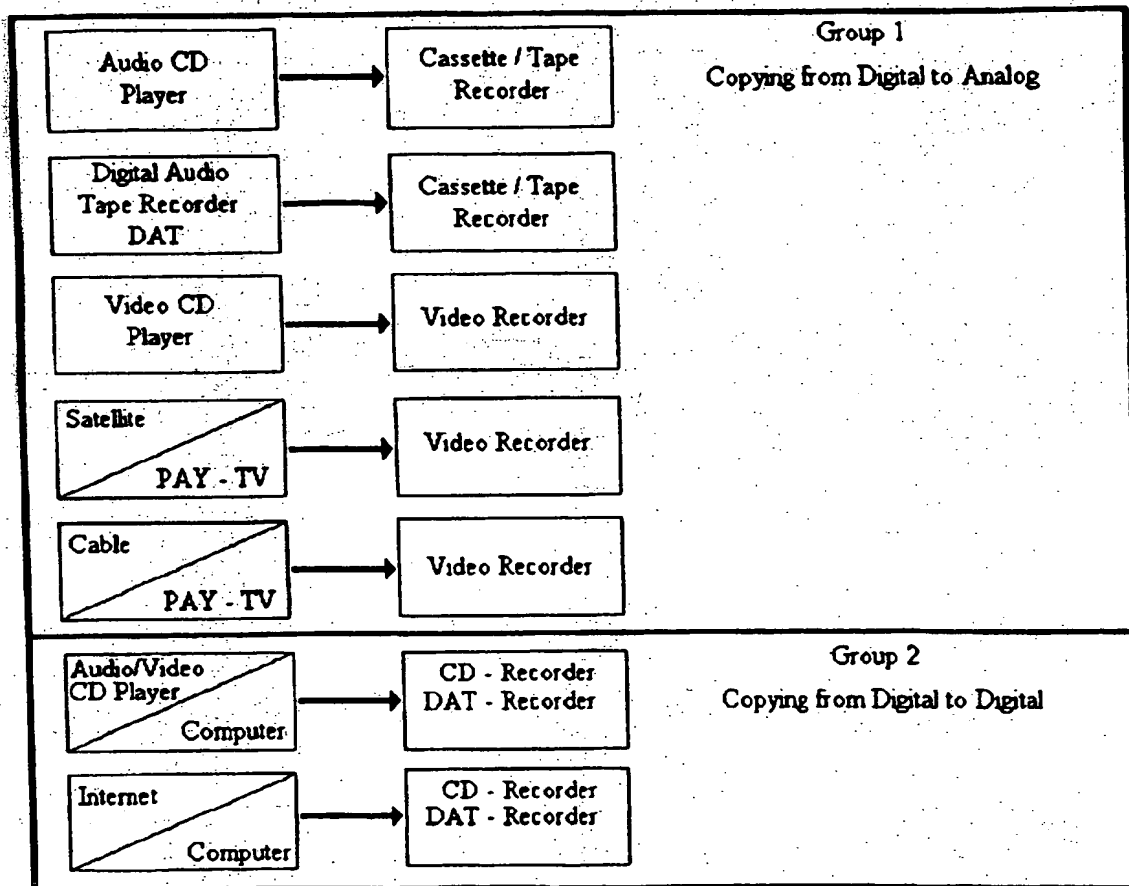 Group 1
Copying from Digital to Analog
Audio CD
Player
Cassette / Tape
Recorder
Digital Audio
Tape Recorder
DAT
Cassette / Tape
Recorder
Video CD
Player
Video Recorder
Satellite
PAY - TV
Video Recorder
Cable
PAY - TV
Video Recorder
Group 2
Copying from Digital to Digital
Audio/Video
CD Player
Computer
CD - Recorder
DAT - Recorder
Internet
Computer
CD - Recorder
DAT - Recorder